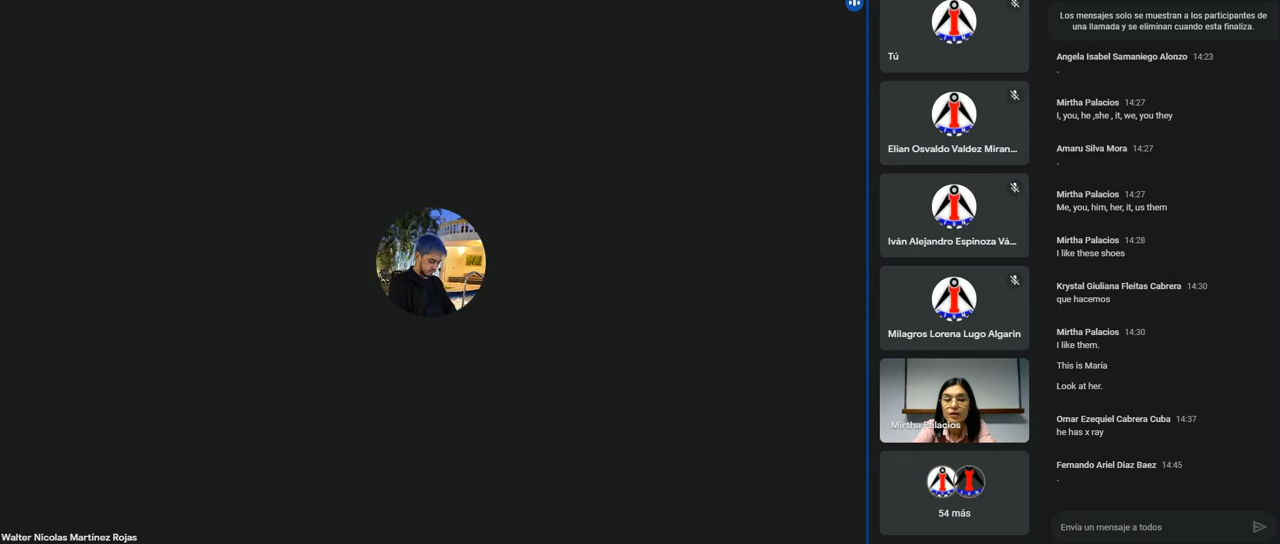 Walter Nicolas Martínez Rojas
Tú
Elian Osvaldo Valdez Miran...
Iván Alejandro Espinoza Vá...
Milagros Lorena Lugo Algarin
Mirtha Palacios
54 más
Los mensajes solo se muestran a los participantes de
una llamada y se eliminan cuando esta finaliza.
Angela Isabel Samaniego Alonzo 14:23
.
Mirtha Palacios 14:27
I, you, he ,she , it, we, you they
Amaru Silva Mora 14:27
.
Mirtha Palacios 14:27
Me, you, him, her, it, us them
Mirtha Palacios 14:28
I like these shoes
Krystal Giuliana Fleitas Cabrera 14:30
que hacemos
Mirtha Palacios 14:30
I like them.
This is María
Look at her.
Omar Ezequiel Cabrera Cuba 14:37
he has x ray
Fernando Ariel Diaz Baez 14:45
.
Envía un mensaje a todos